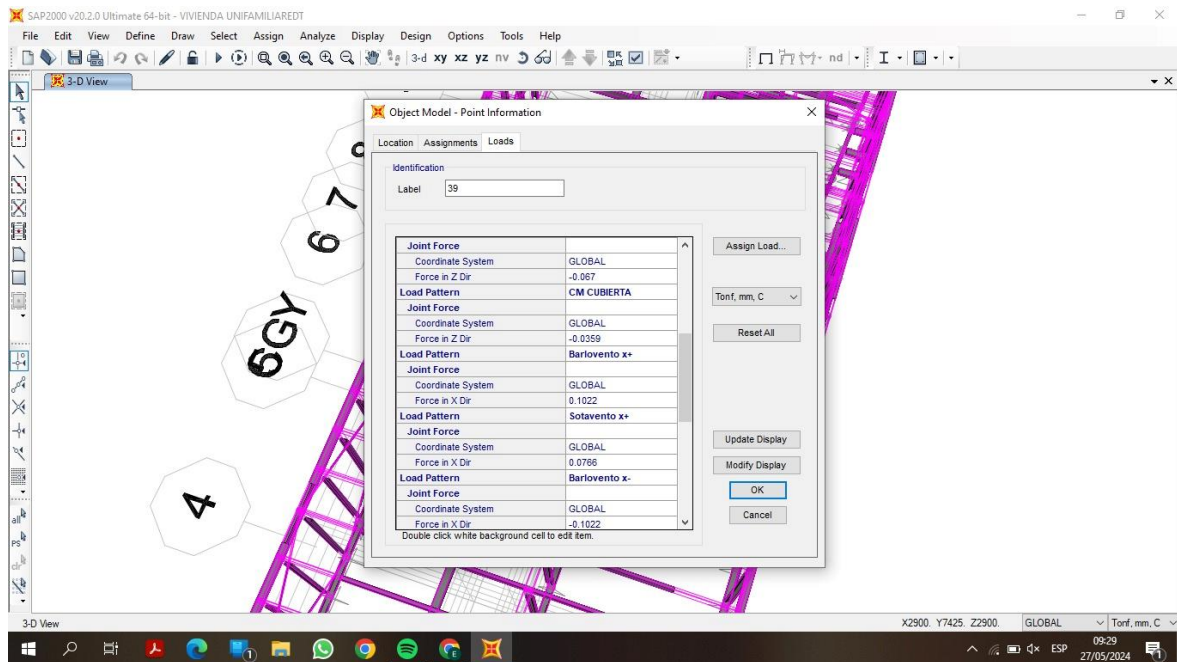 SAP2000 v20.2.0 Ultimate 64-bit - VIVIENDA UNIFAMILIAREDT
File Edit View Define Draw Select Assign Analyze Display Design Options Tools Help
3-d xy xz yz nv nd
3-D View
Object Model - Point Information
Location Assignments Loads
Identification
Label 39
Joint Force
Coordinate System GLOBAL
Force in Z Dir -0.067
Load Pattern CM CUBIERTA
Joint Force
Coordinate System GLOBAL
Force in Z Dir -0.0359
Load Pattern Barlovento x+
Joint Force
Coordinate System GLOBAL
Force in X Dir 0.1022
Load Pattern Sotavento x+
Joint Force
Coordinate System GLOBAL
Force in X Dir 0.0766
Load Pattern Barlovento x-
Joint Force
Coordinate System GLOBAL
Force in X Dir -0.1022
Double click white background cell to edit item.
Assign Load...
Tonf, mm, C
Reset All
Update Display
Modify Display
OK
Cancel
7
6
6GY
4
all
PS
clr
3-D View X2900. Y7425. Z2900. GLOBAL Tonf, mm, C
ESP 09:29
27/05/2024